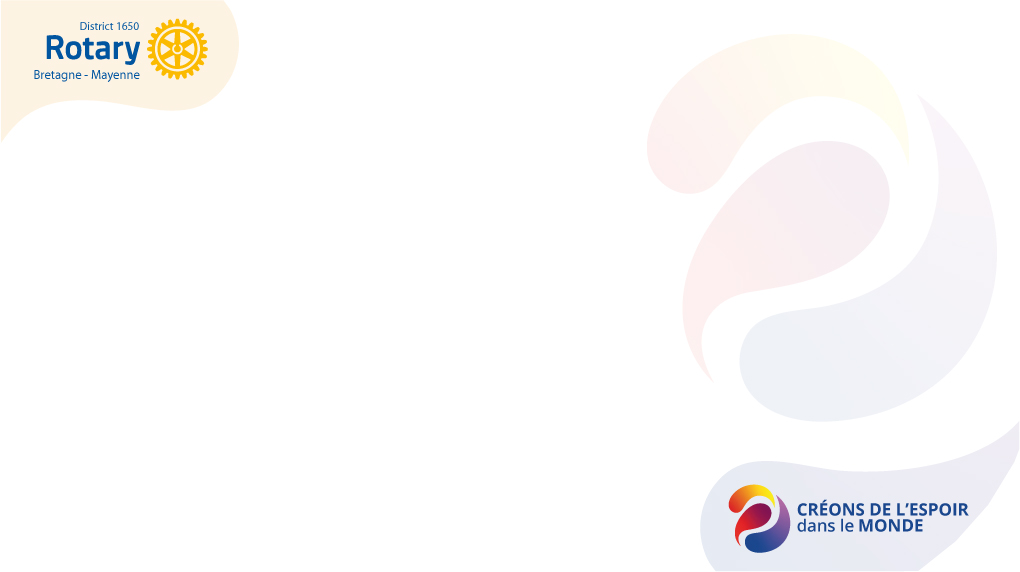 District 1650
Rotary
Bretagne - Mayenne
CRÉONS DE L'ESPOIR
dans le MONDE